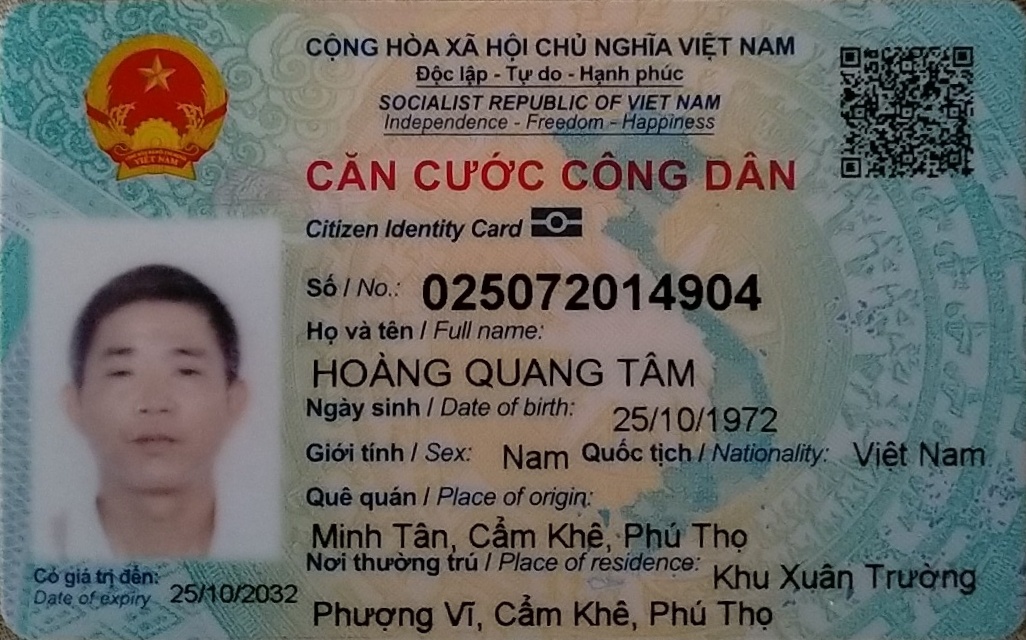 CỘNG HÒA XÃ HỘI CHỦ NGHĨA VIỆT NAM
Độc lập - Tự do - Hạnh phúc
SOCIALIST REPUBLIC OF VIET NAM
Independence - Freedom - Happiness
VIỆT NAM
CĂN CƯỚC CÔNG DÂN
Citizen Identity Card
Số / No.: 025072014904
Họ và tên / Full name:
HOÀNG QUANG TÂM
Ngày sinh / Date of birth: 25/10/1972
Giới tính / Sex: Nam Quốc tịch / Nationality: Việt Nam
Quê quán / Place of origin:
Minh Tân, Cẩm Khê, Phú Thọ
Nơi thường trú / Place of residence: Khu Xuân Trường
Phượng Vĩ, Cẩm Khê, Phú Thọ
Có giá trị đến: 25/10/2032
Date of expiry